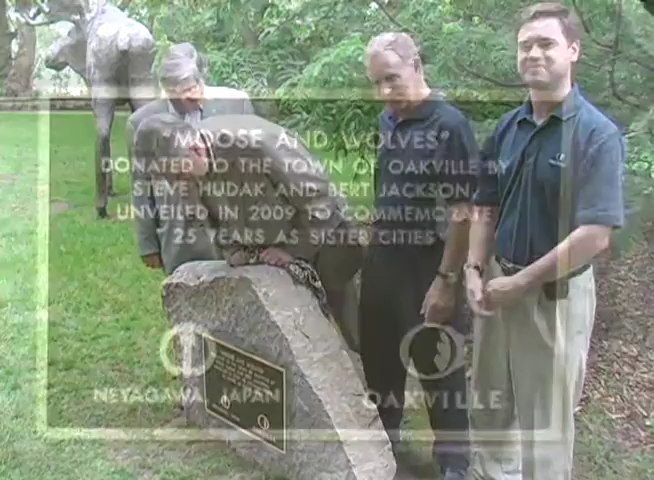 "MOOSE AND WOLVES"
DONATED TO THE TOWN OF OAKVILLE BY
STEVE HUDAK AND BERT JACKSON,
UNVEILED IN 2009 TO COMMEMORATE
25 YEARS AS SISTER CITIES
NEYAGAWA, JAPAN
OAKVILLE